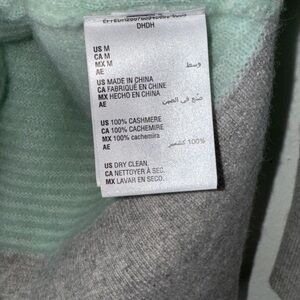 DHDH
US M
CA M
MX M
AE وسط
US MADE IN CHINA
CA FABRIQUÉ EN CHINE
MX HECHO EN CHINA
AE صنع في الصين
US 100% CASHMERE
CA 100% CACHEMIRE
MX 100% cachemira
AE 100% كشمير
US DRY CLEAN.
CA NETTOYER À SEC.
MX LAVAR EN SECO.